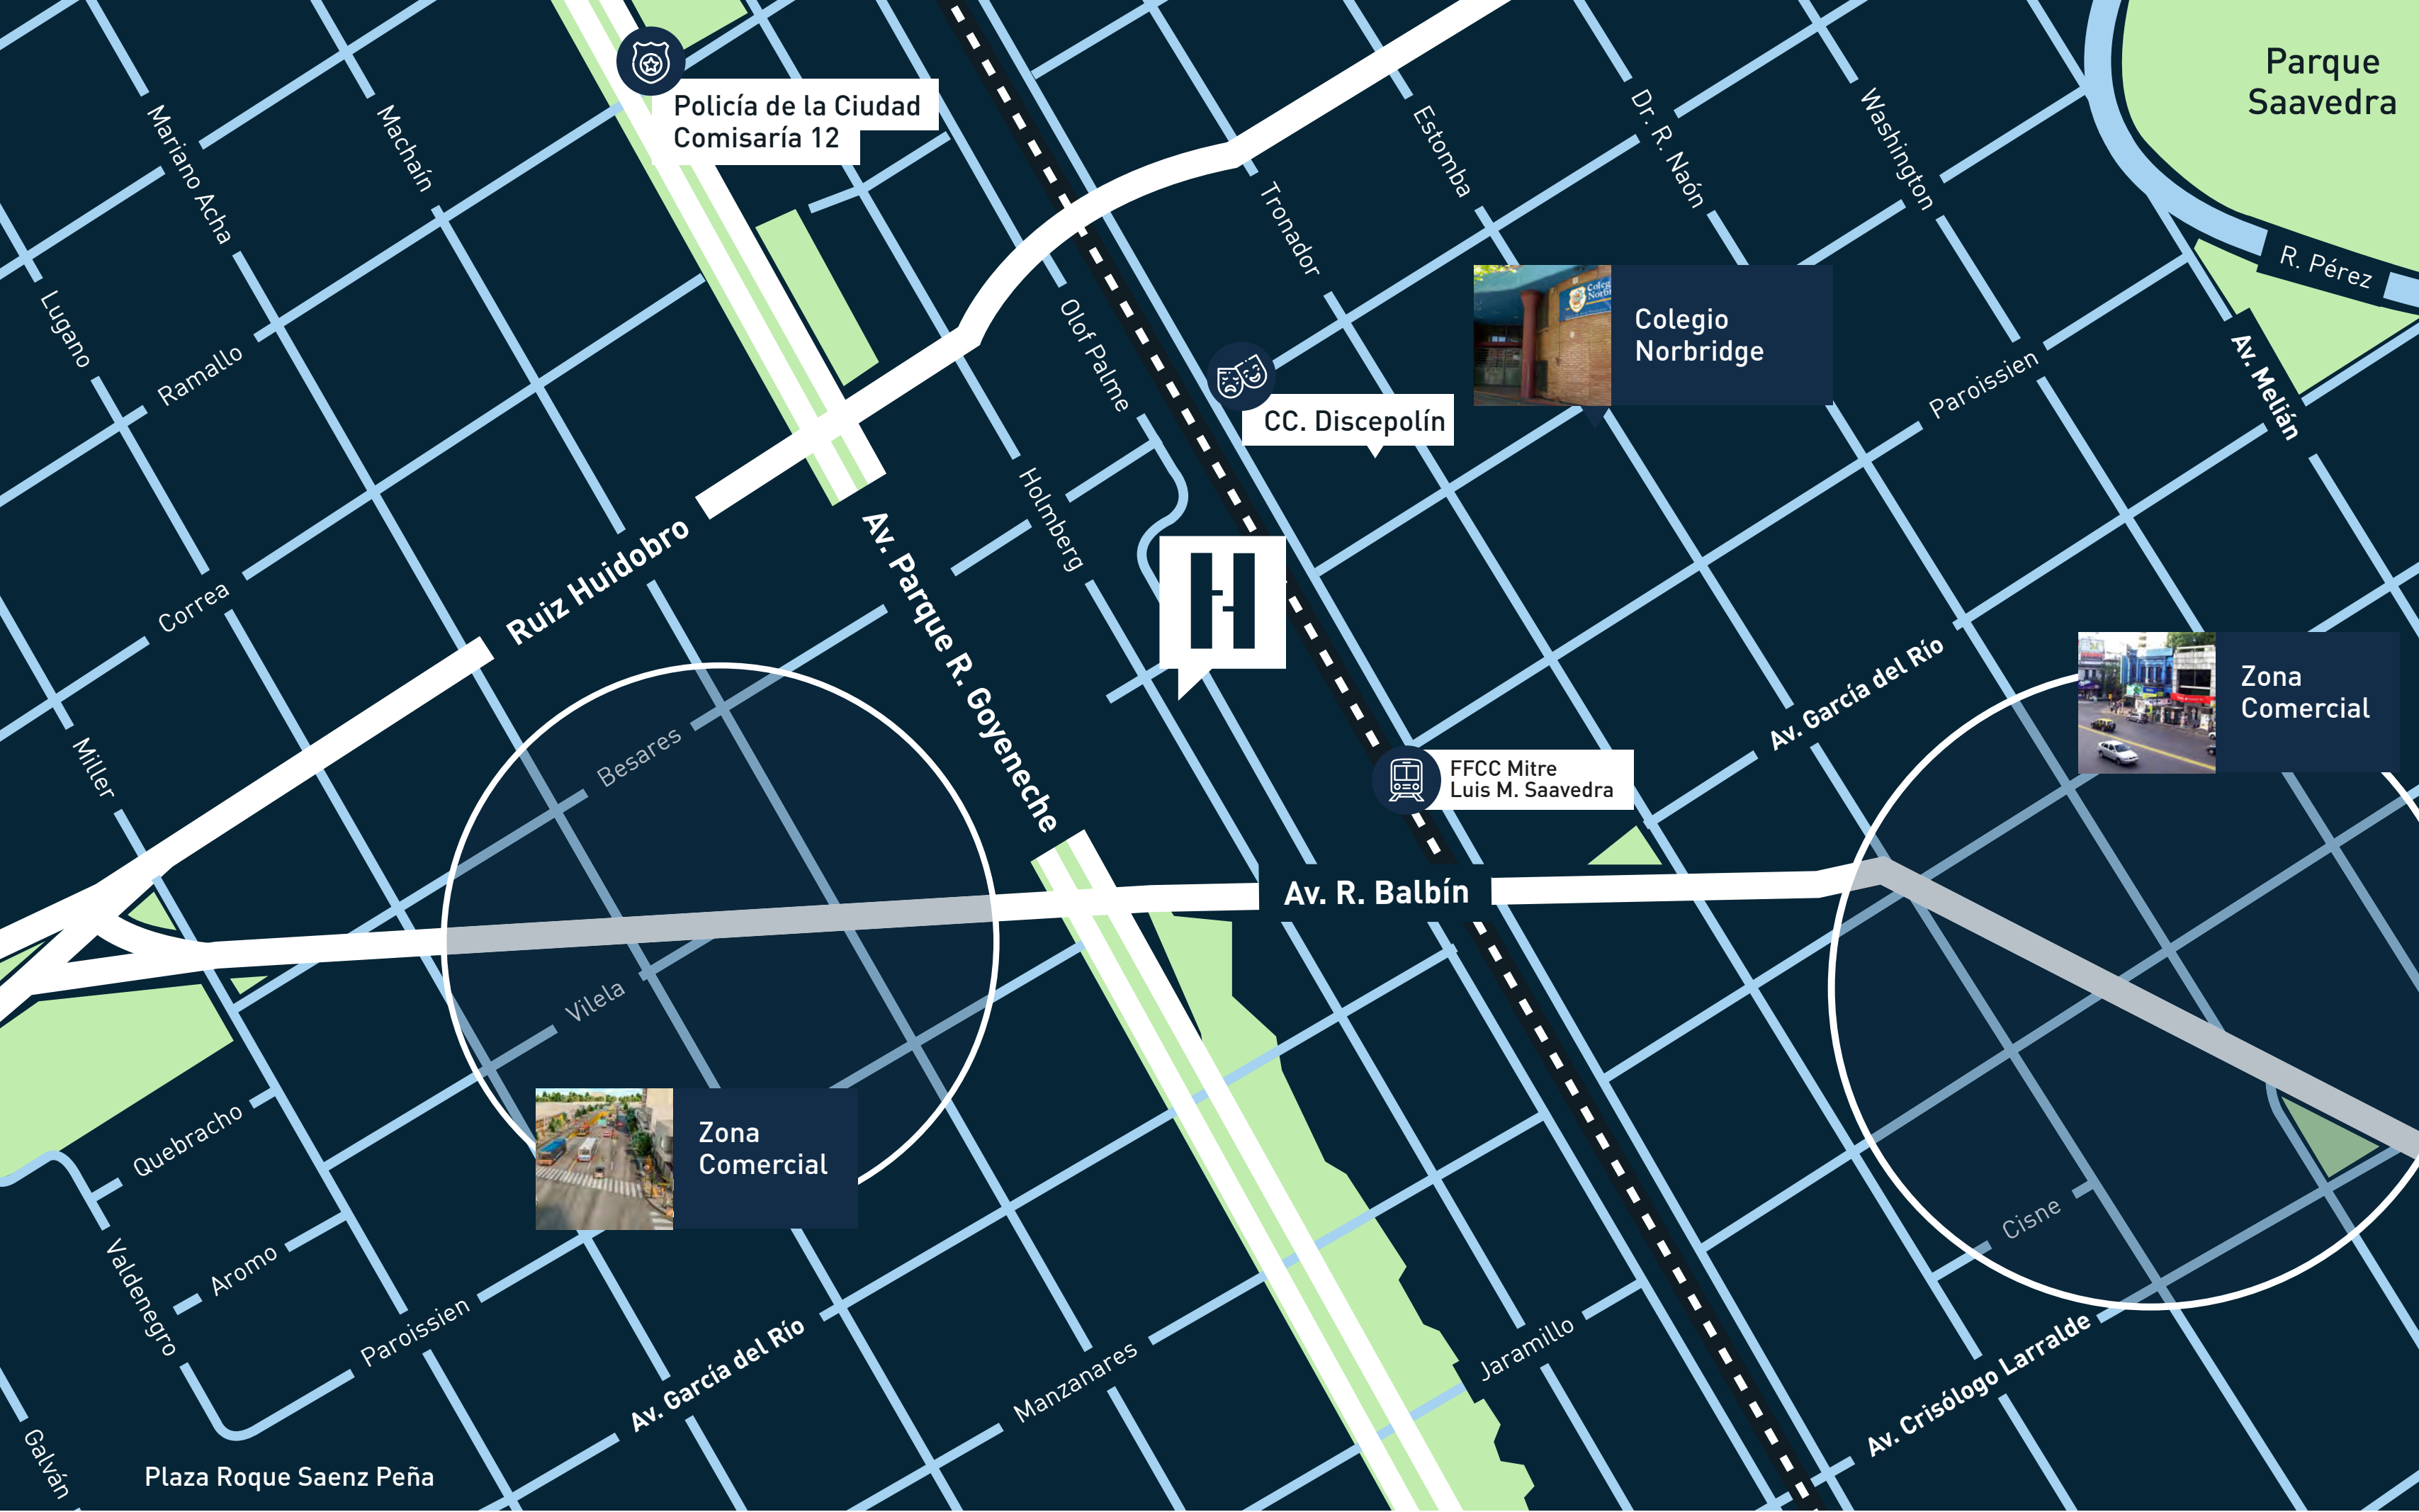 Parque
Saavedra
Policía de la Ciudad
Comisaría 12
Mariano Acha
Machaín
Estomba
Dr. R. Naón
Washington
Tronador
R. Pérez
Lugano
Ramallo
Olof Palme
Colegio
Norbridge
Av. Melián
Paroissien
CC. Discepolín
Holmberg
Correa
Ruiz Huidobro
Av. Parque R. Goyeneche
H
Av. García del Río
Zona
Comercial
Miller
Besares
FFCC Mitre
Luis M. Saavedra
Av. R. Balbín
Vilela
Quebracho
Zona
Comercial
Cisne
Valdenegro
Aromo
Paroissien
Av. García del Río
Manzanares
Jaramillo
Av. Crisólogo Larralde
Galván
Plaza Roque Saenz Peña